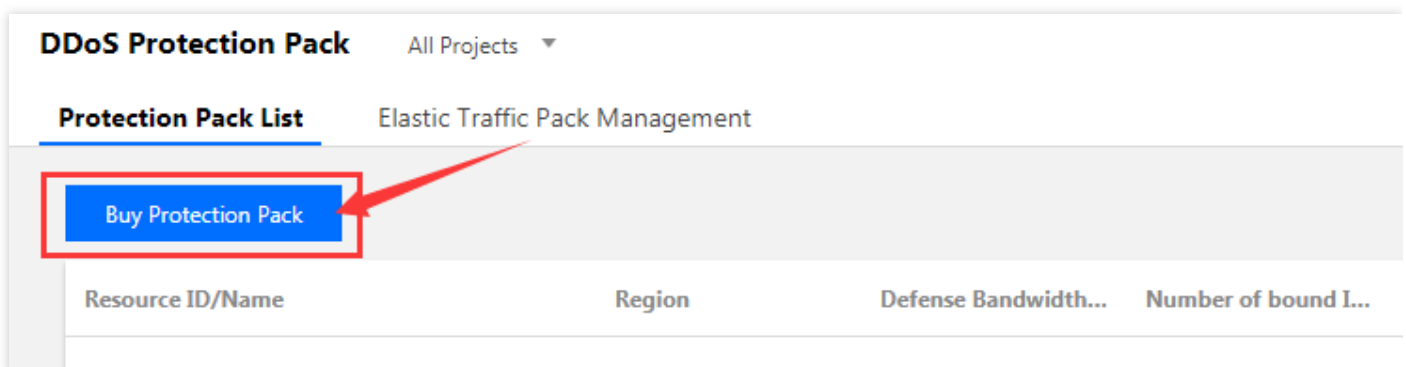 DDoS Protection Pack All Projects
Protection Pack List Elastic Traffic Pack Management
Buy Protection Pack
Resource ID/Name Region Defense Bandwidth... Number of bound I...